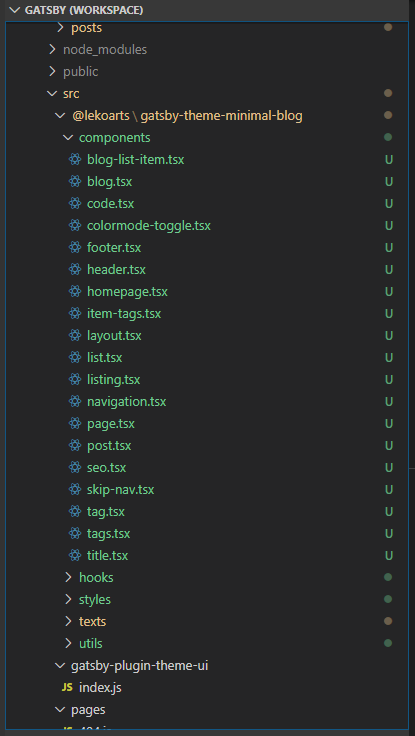 GATSBY (WORKSPACE)
posts
node_modules
public
src
@lekoarts \ gatsby-theme-minimal-blog
components
blog-list-item.tsx U
blog.tsx U
code.tsx U
colormode-toggle.tsx U
footer.tsx U
header.tsx U
homepage.tsx U
item-tags.tsx U
layout.tsx U
list.tsx U
listing.tsx U
navigation.tsx U
page.tsx U
post.tsx U
seo.tsx U
skip-nav.tsx U
tag.tsx U
tags.tsx U
title.tsx U
hooks
styles
texts
utils
gatsby-plugin-theme-ui
JS index.js
pages